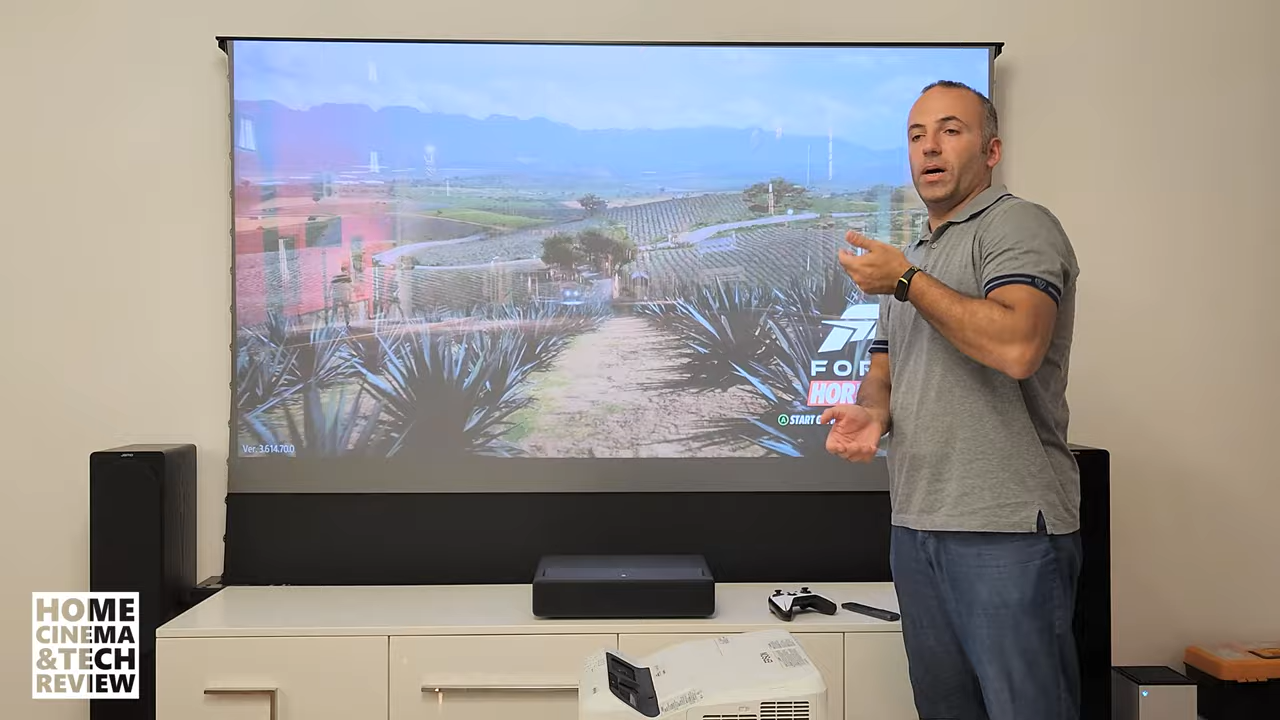 FOR
HOR
Ⓐ START
Ver. 3.614.70.0
HOME
CINEMA
&TECH
REVIEW